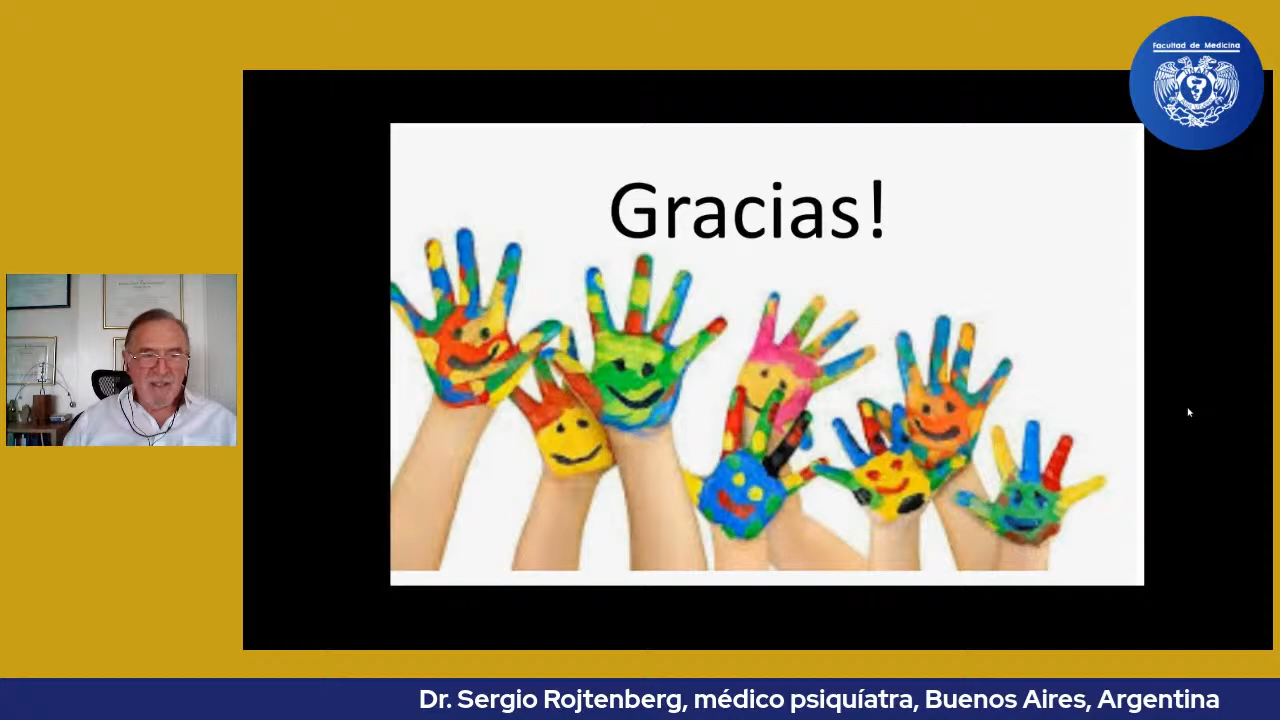 Facultad de Medicina
Gracias!
Dr. Sergio Rojtenberg, médico psiquíatra, Buenos Aires, Argentina